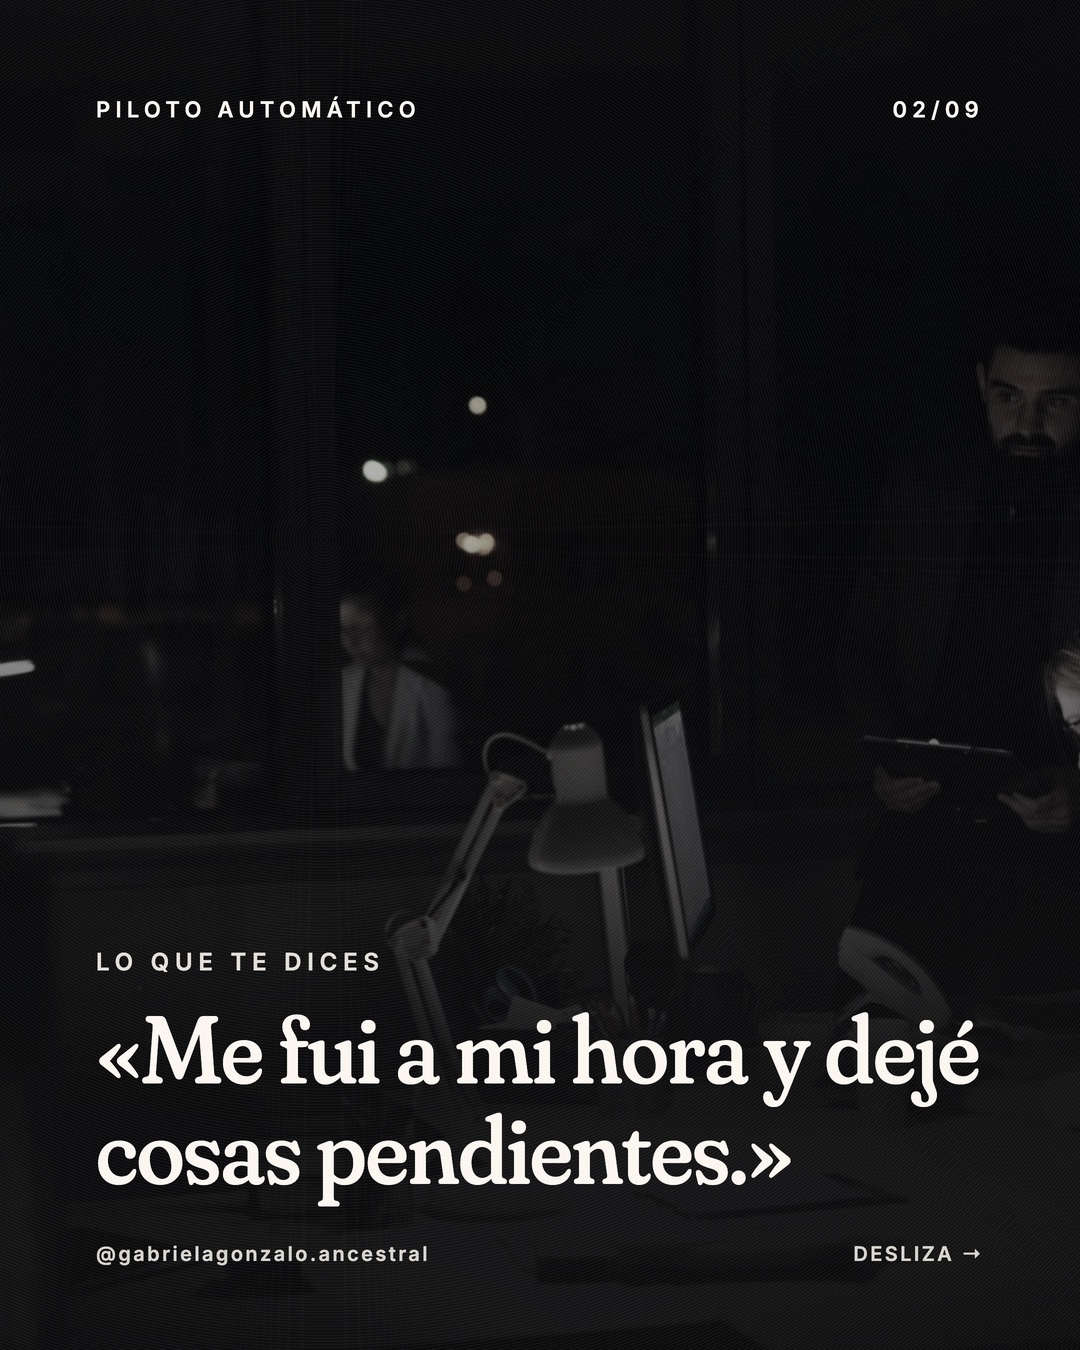 PILOTO AUTOMÁTICO
02/09
LO QUE TE DICES
«Me fui a mi hora y dejé
cosas pendientes.»
@gabrielagonzalo.ancestral
DESLIZA →